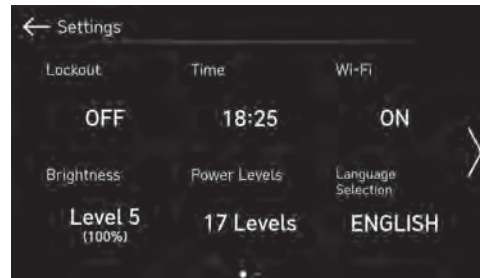 ← Settings
Lockout
Time
Wi-Fi
OFF
18:25
ON
Brightness
Power Levels
Language
Selection
Level 5
(100%)
17 Levels
ENGLISH